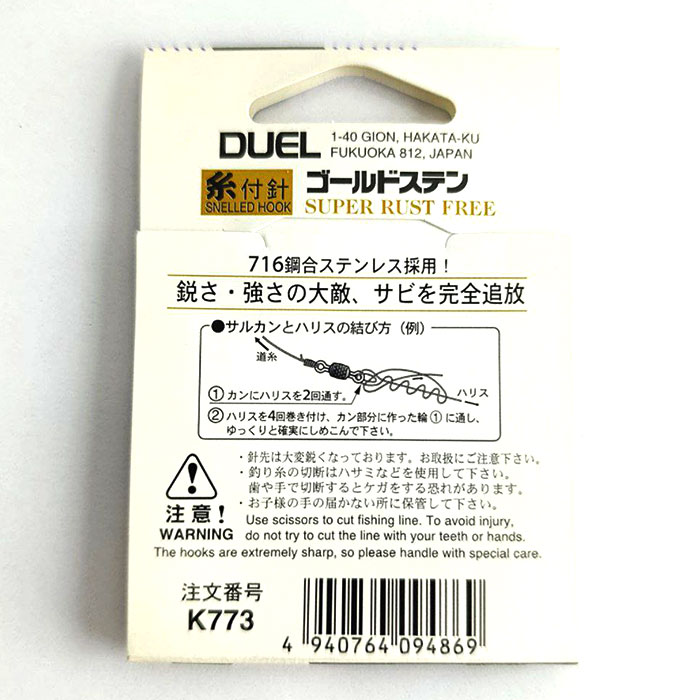 DUEL
1-40 GION, HAKATA-KU
FUKUOKA 812, JAPAN
糸付針
SNELLED HOOK
ゴールドステン
SUPER RUST FREE
716鋼合ステンレス採用!
鋭さ・強さの大敵、サビを完全追放
●サルカンとハリスの結び方(例)
道糸
ハリス
①カンにハリスを2回通す。
②ハリスを4回巻き付け、カン部分に作った輪①に通し、
ゆっくりと確実にしめこんで下さい。
・針先は大変鋭くなっております。お取扱にご注意下さい。
・釣り糸の切断はハサミなどを使用して下さい。
歯や手で切断するとケガをする恐れがあります。
・お子様の手の届かない所に保管して下さい。
注意!
WARNING
Use scissors to cut fishing line. To avoid injury,
do not try to cut the line with your teeth or hands.
The hooks are extremely sharp, so please handle with special care.
注文番号
K773
4 940764 094869